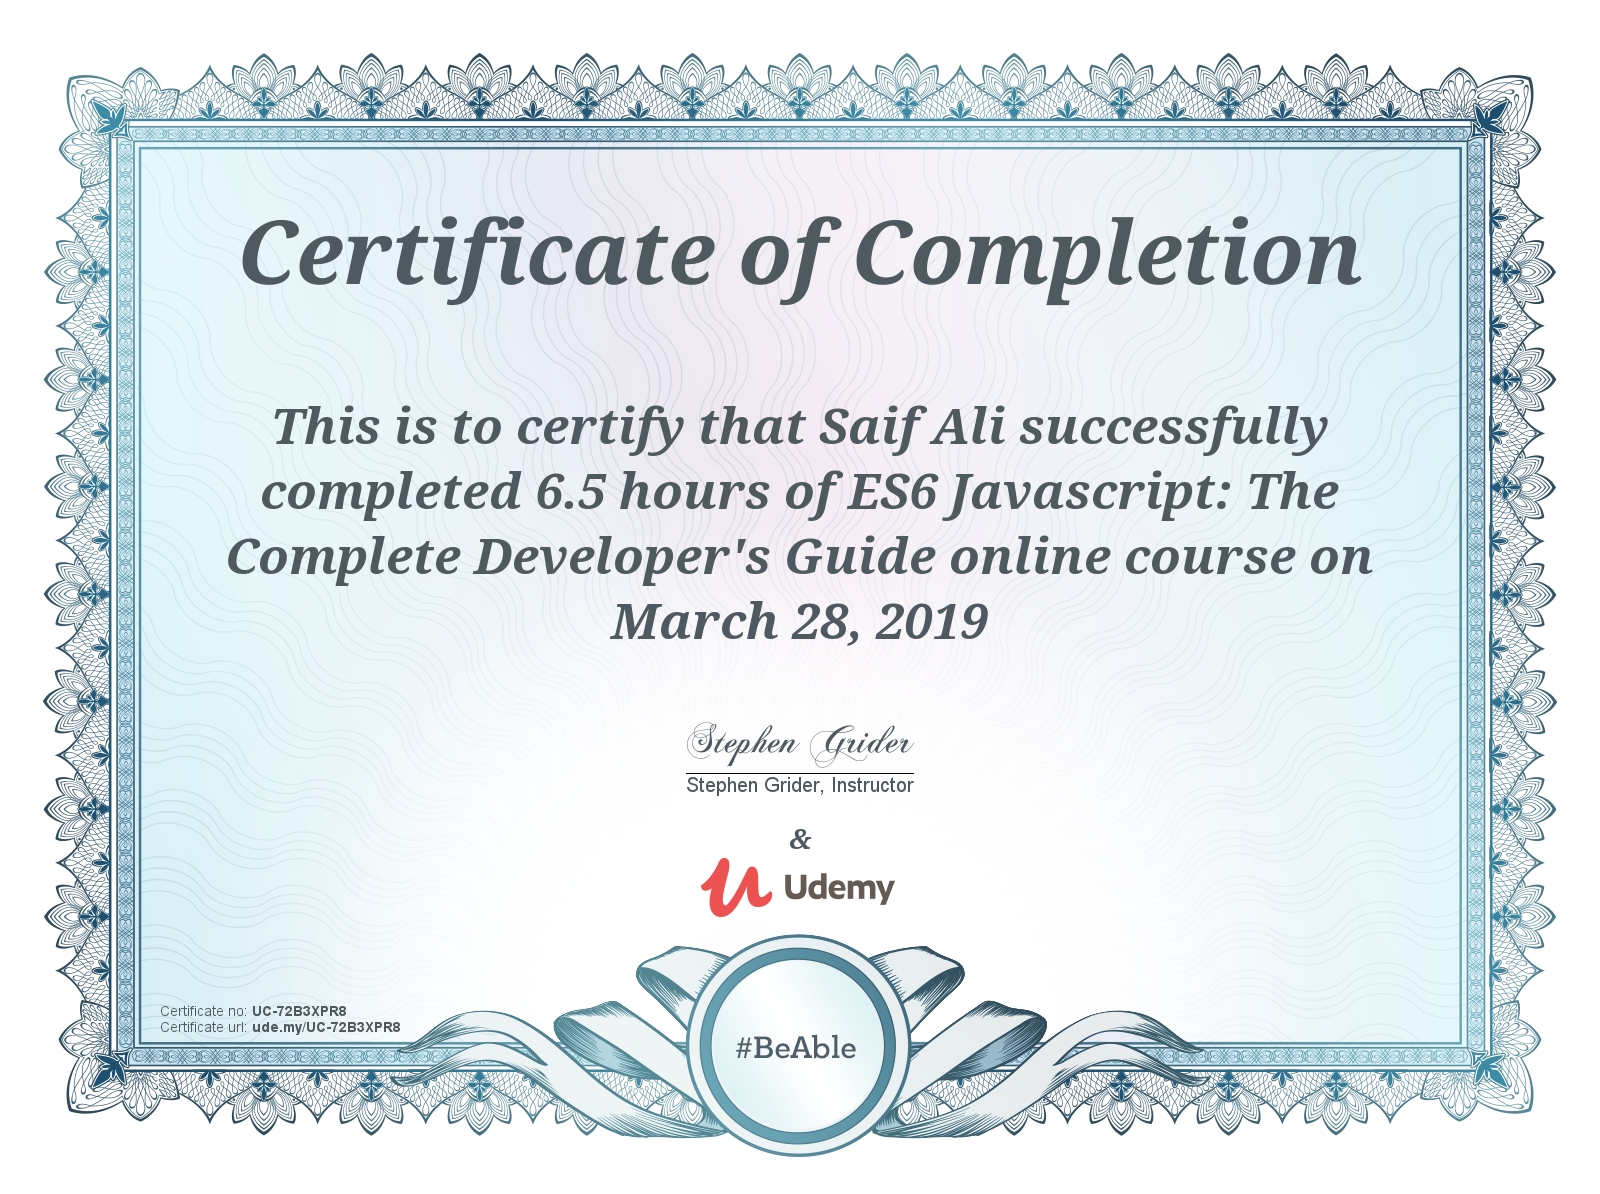 Certificate of Completion
This is to certify that Saif Ali successfully
completed 6.5 hours of ES6 Javascript: The
Complete Developer's Guide online course on
March 28, 2019
Stephen Grider
Stephen Grider, Instructor
&
Udemy
Certificate no: UC-72B3XPR8
Certificate url: ude.my/UC-72B3XPR8
#BeAble